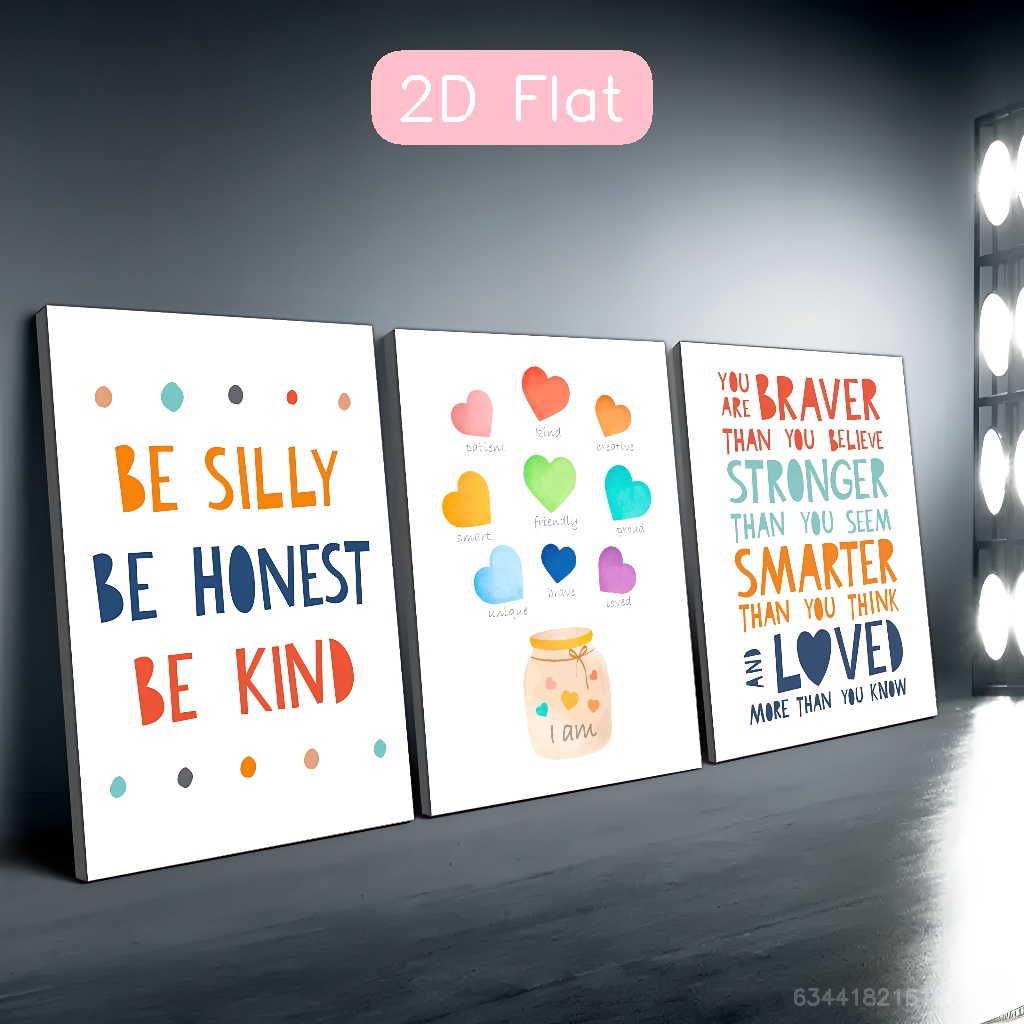 2D Flat
BE SILLY
BE HONEST
BE KIND
patient
kind
creative
smart
friendly
proud
unique
brave
loved
I am
YOU
ARE BRAVER
THAN YOU BELIEVE
STRONGER
THAN YOU SEEM
SMARTER
THAN YOU THINK
AND LOVED
MORE THAN YOU KNOW